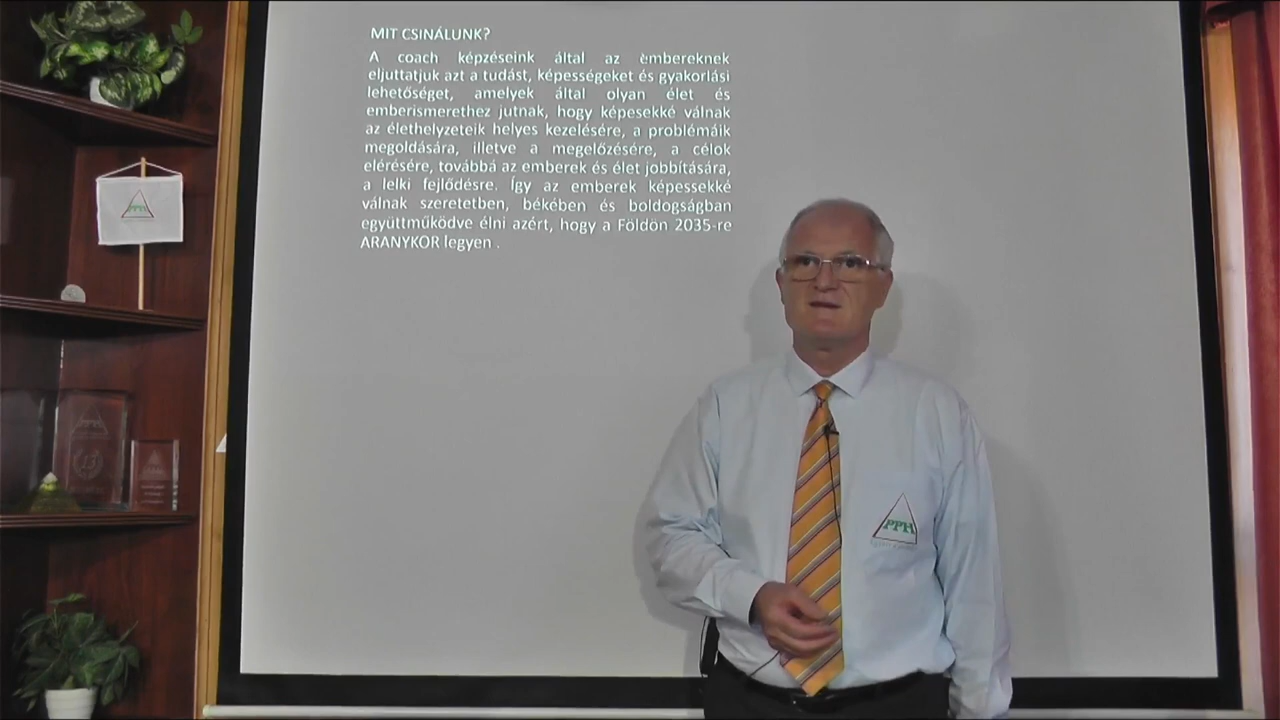 MIT CSINÁLUNK?
A coach képzéseink által az embereknek
eljuttatjuk azt a tudást, képességeket és gyakorlási
lehetőséget, amelyek által olyan élet és
emberismerethez jutnak, hogy képesekké válnak
az élethelyzeteik helyes kezelésére, a problémáik
megoldására, illetve a megelőzésére, a célok
elérésére, továbbá az emberek és élet jobbítására,
a lelki fejlődésre. Így az emberek képessekké
válnak szeretetben, békében és boldogságban
együttműködve élni azért, hogy a Földön 2035-re
ARANYKOR legyen .
PPH
PPH